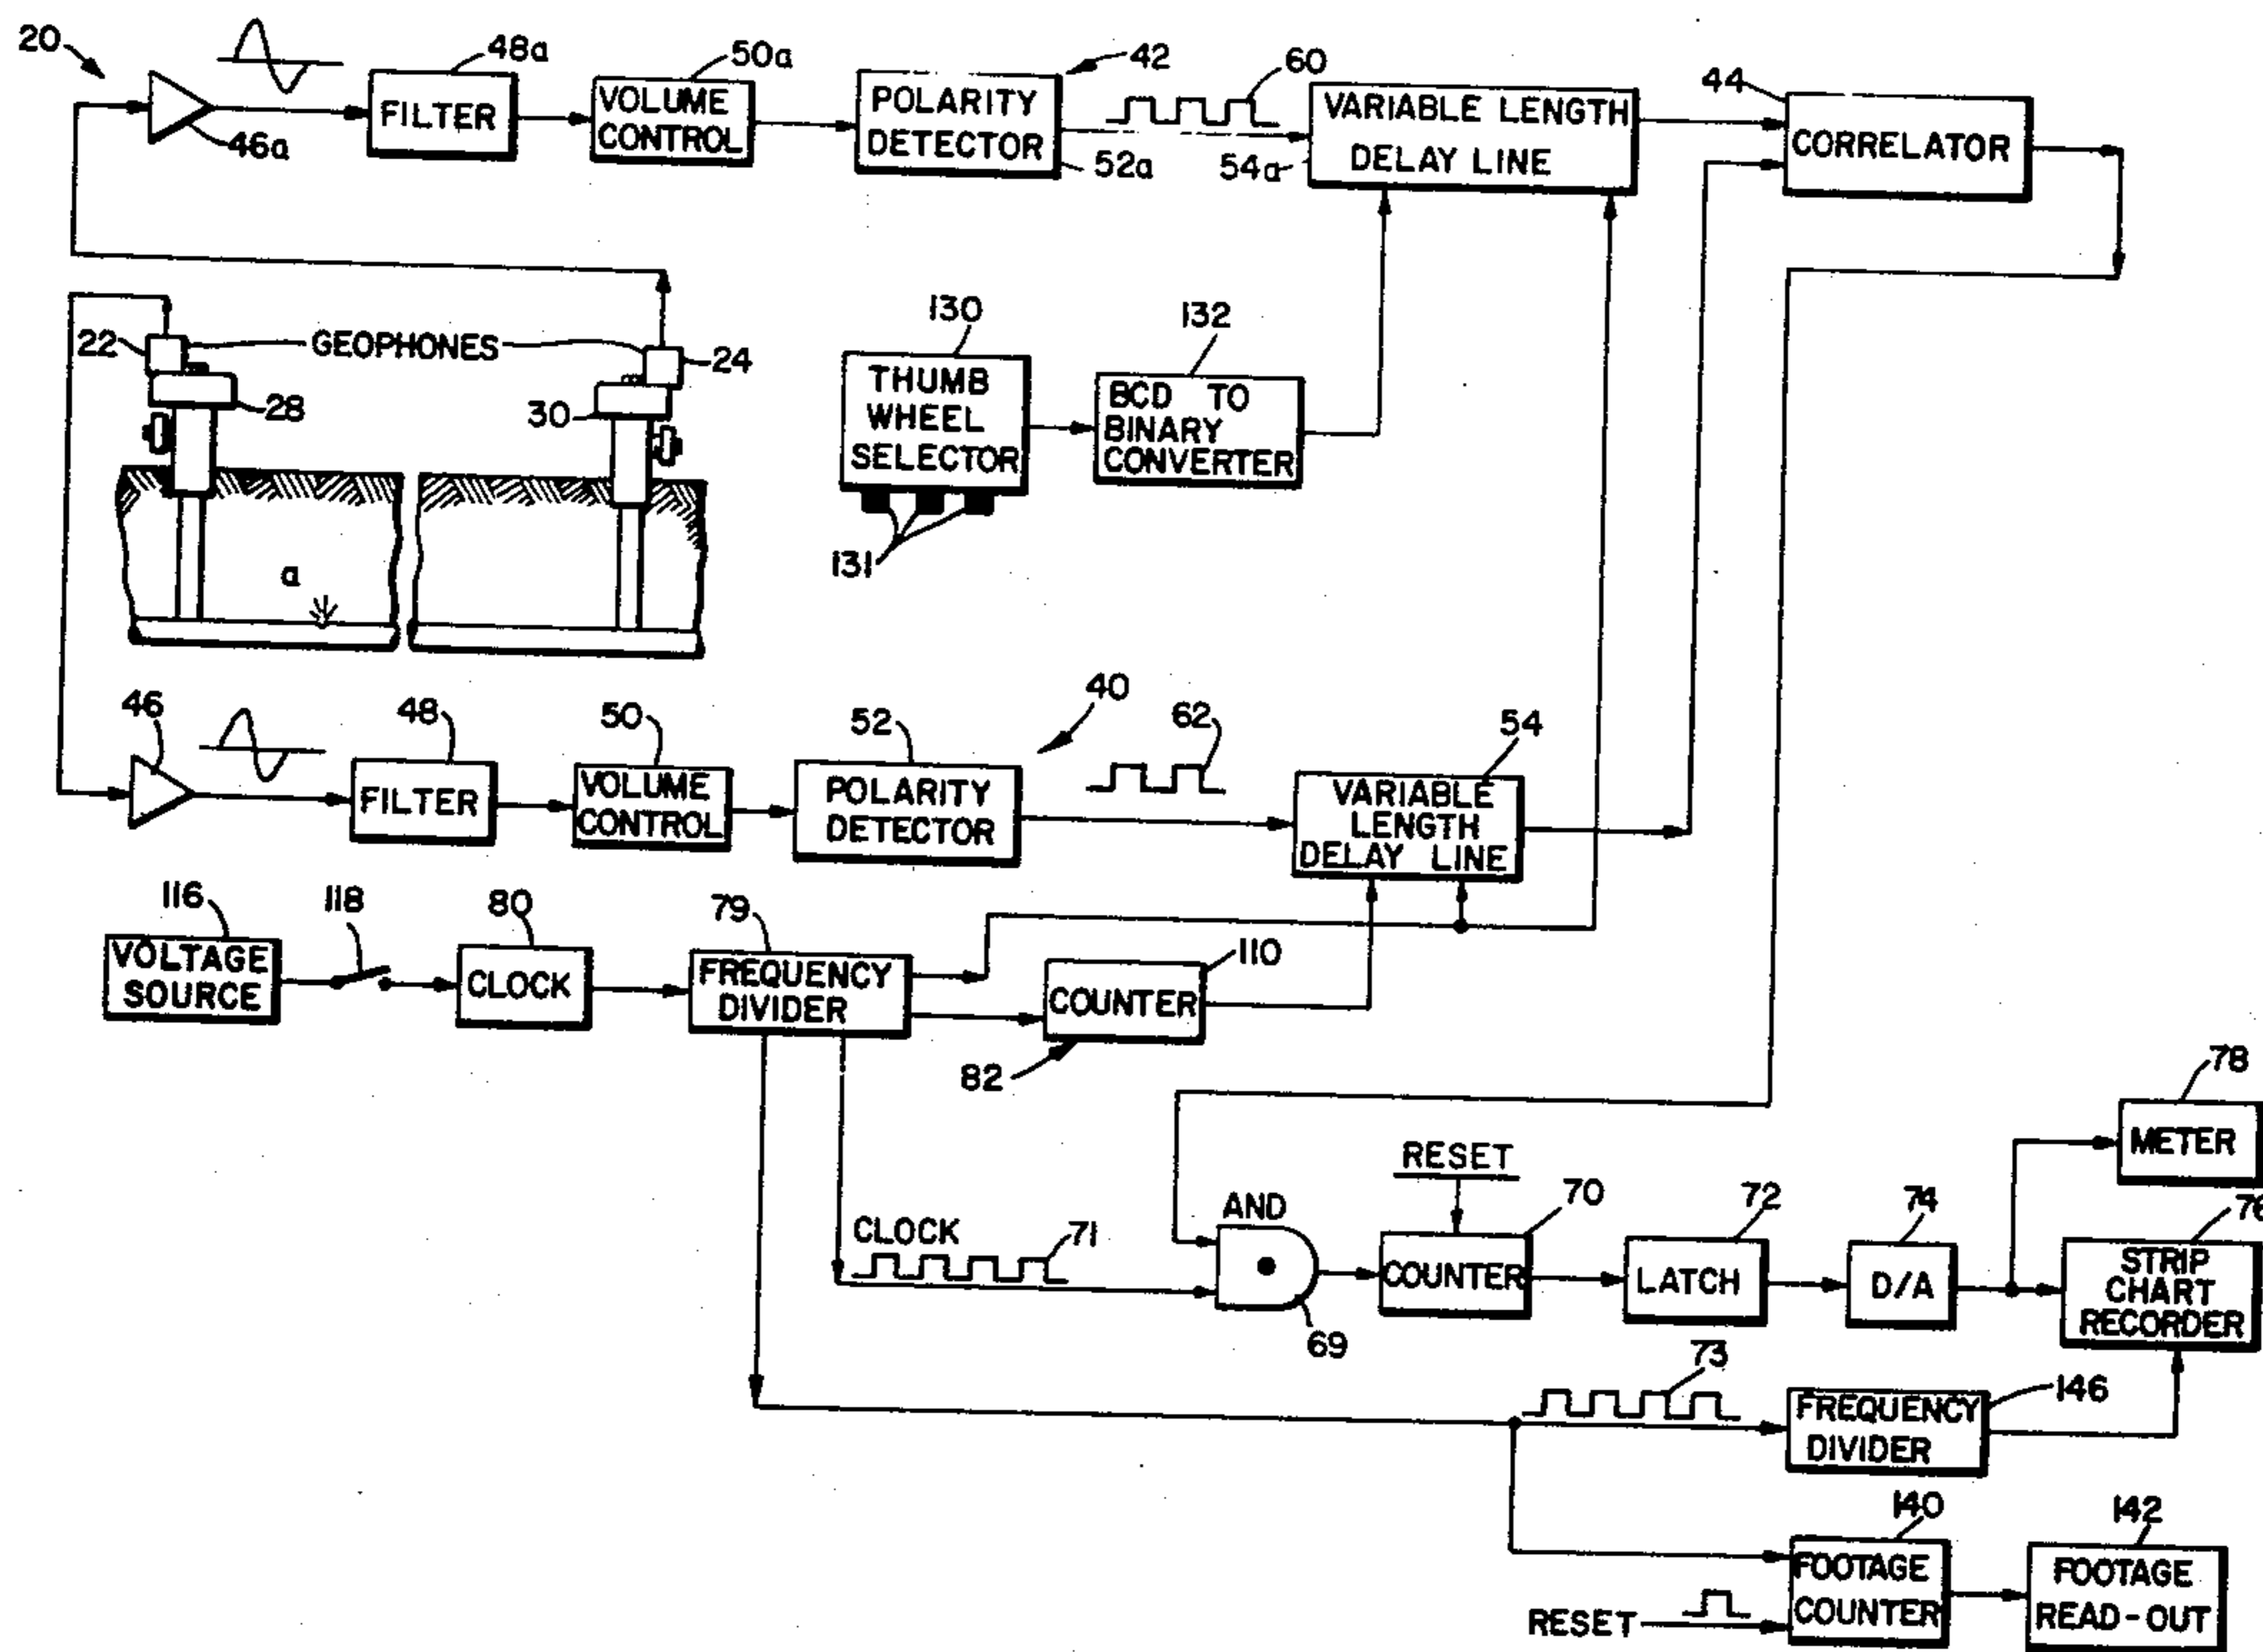 20
48a
50a
42
60
44
FILTER
VOLUME
CONTROL
POLARITY
DETECTOR
VARIABLE LENGTH
DELAY LINE
CORRELATOR
46a
52a
54a
22
GEOPHONES
24
28
30
130
132
THUMB
WHEEL
SELECTOR
BCD TO
BINARY
CONVERTER
131
a
46
48
50
52
40
62
54
FILTER
VOLUME
CONTROL
POLARITY
DETECTOR
VARIABLE
LENGTH
DELAY LINE
116
118
80
79
110
VOLTAGE
SOURCE
CLOCK
FREQUENCY
DIVIDER
COUNTER
82
78
METER
RESET
AND
70
72
74
76
CLOCK
71
COUNTER
LATCH
D/A
STRIP
CHART
RECORDER
69
73
146
FREQUENCY
DIVIDER
140
142
FOOTAGE
COUNTER
FOOTAGE
READ-OUT
RESET